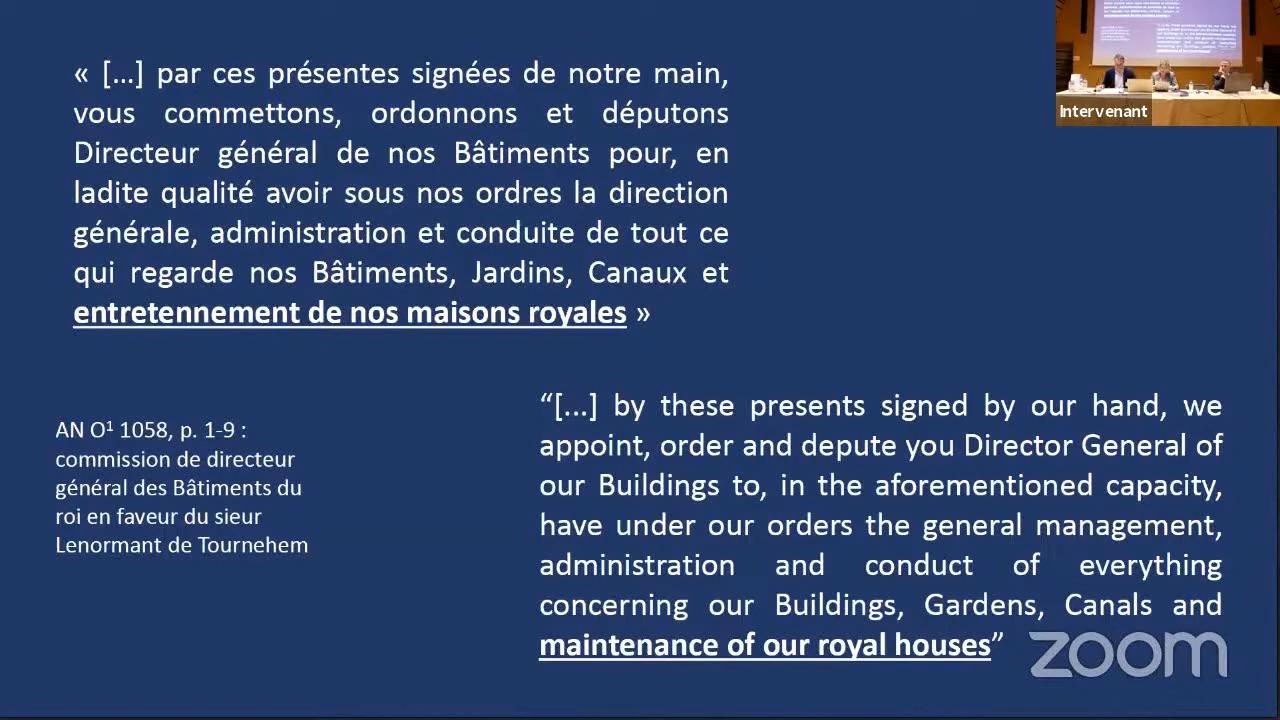 « [...] par ces présentes signées de notre main,
vous commettons, ordonnons et députons
Directeur général de nos Bâtiments pour, en
ladite qualité avoir sous nos ordres la direction
générale, administration et conduite de tout ce
qui regarde nos Bâtiments, Jardins, Canaux et
entretennement de nos maisons royales »
Intervenant
AN O¹ 1058, p. 1-9 :
commission de directeur
général des Bâtiments du
roi en faveur du sieur
Lenormant de Tournehem
“[...] by these presents signed by our hand, we
appoint, order and depute you Director General of
our Buildings to, in the aforementioned capacity,
have under our orders the general management,
administration and conduct of everything
concerning our Buildings, Gardens, Canals and
maintenance of our royal houses”
zoom